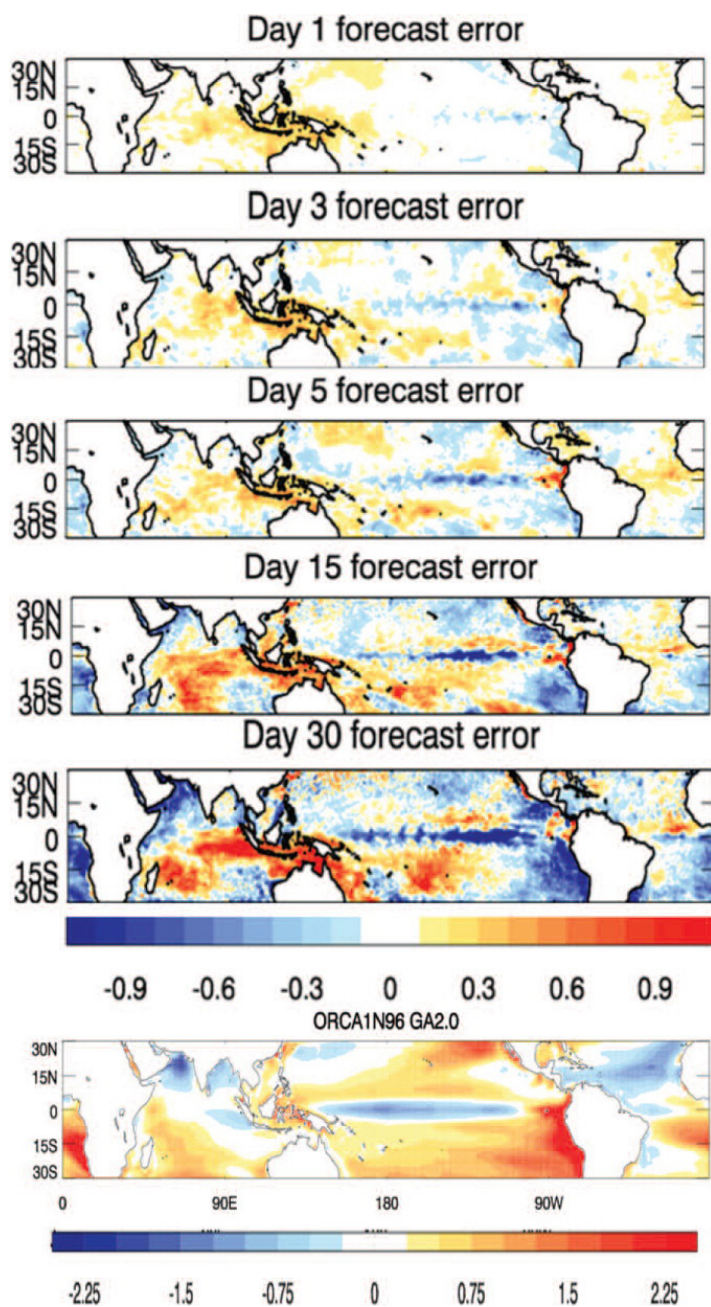 Day 1 forecast error
30N
15N
0
15S
30S
Day 3 forecast error
30N
15N
0
15S
30S
Day 5 forecast error
30N
15N
0
15S
30S
Day 15 forecast error
30N
15N
0
15S
30S
Day 30 forecast error
30N
15N
0
15S
30S
-0.9 -0.6 -0.3 0 0.3 0.6 0.9
ORCA1N96 GA2.0
30N
15N
0
15S
30S
0 90E 180 90W
-2.25 -1.5 -0.75 0 0.75 1.5 2.25